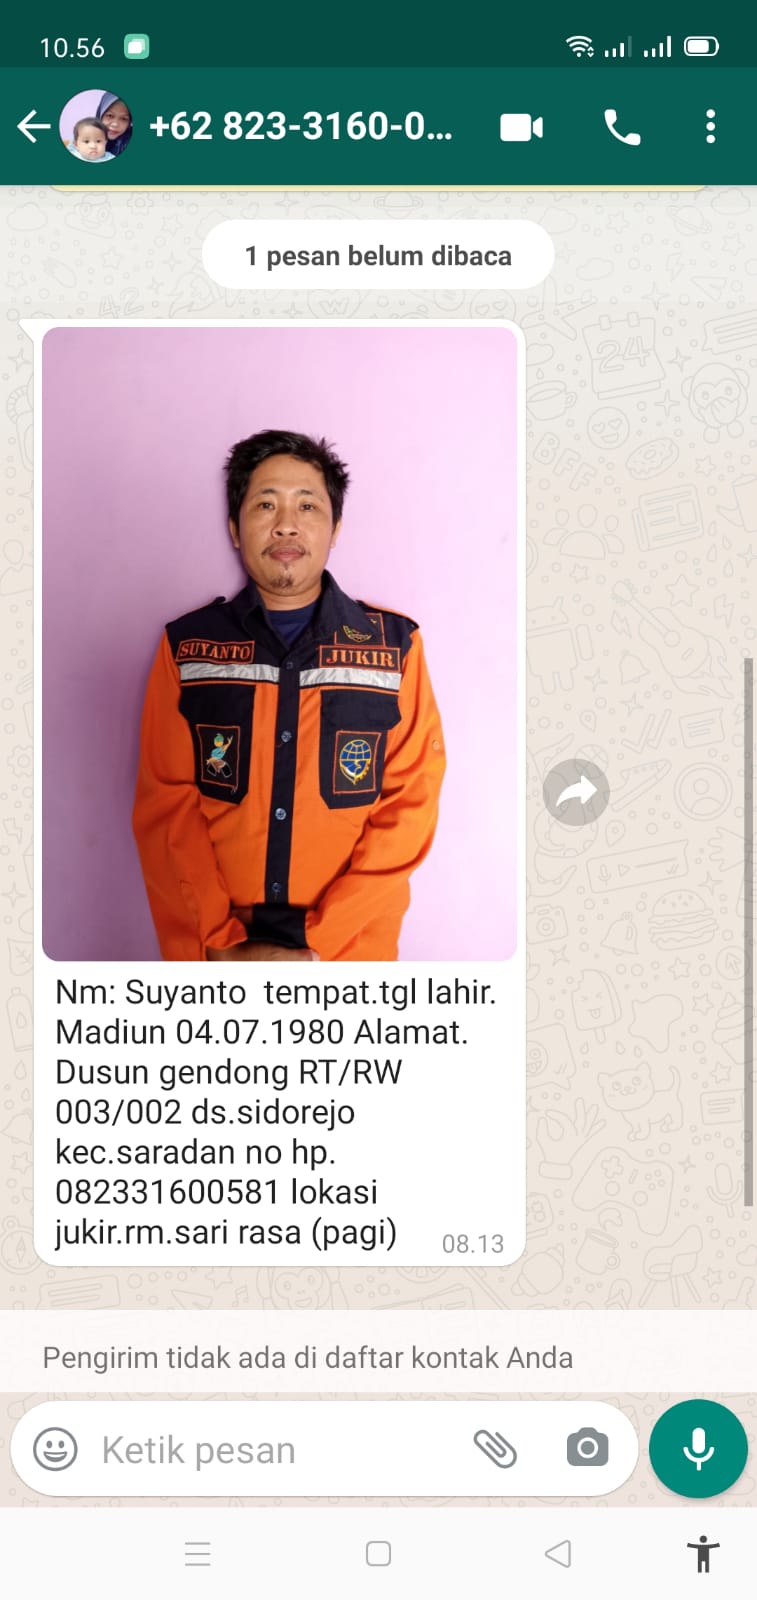 10.56
+62 823-3160-0...
1 pesan belum dibaca
SUYANTO
JUKIR
Nm: Suyanto  tempat.tgl lahir.
Madiun 04.07.1980 Alamat.
Dusun gendong RT/RW
003/002 ds.sidorejo
kec.saradan no hp.
082331600581 lokasi
jukir.rm.sari rasa (pagi)
08.13
Pengirim tidak ada di daftar kontak Anda
Ketik pesan